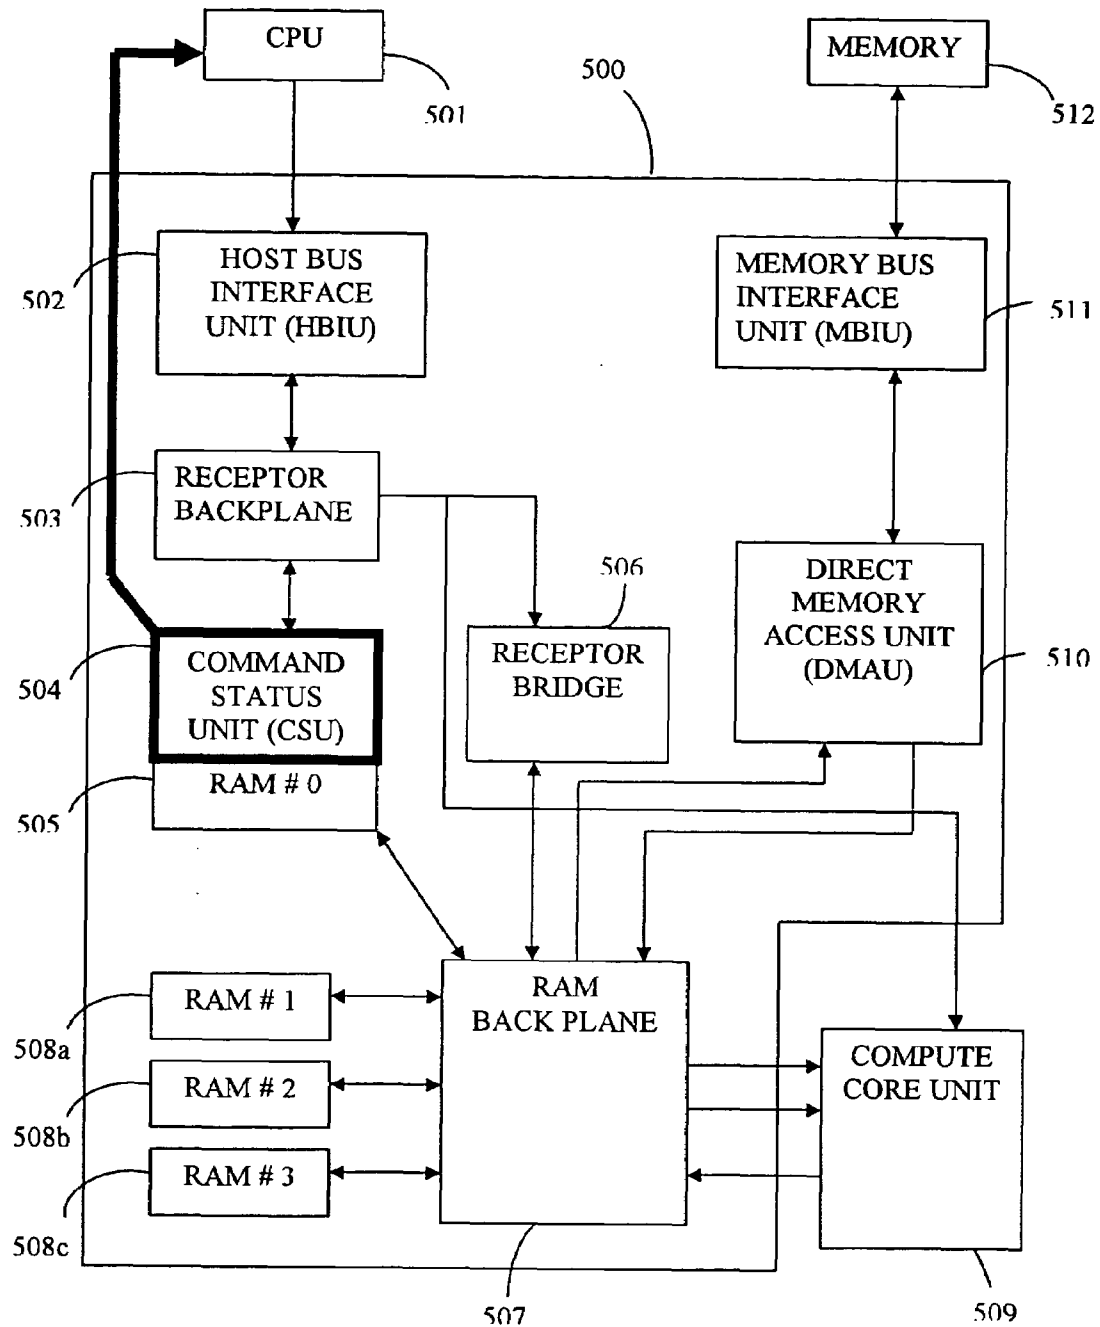 CPU
MEMORY
500
501
512
HOST BUS
INTERFACE
UNIT (HBIU)
502
MEMORY BUS
INTERFACE
UNIT (MBIU)
511
RECEPTOR
BACKPLANE
503
506
DIRECT
MEMORY
ACCESS UNIT
(DMAU)
510
COMMAND
STATUS
UNIT (CSU)
504
RECEPTOR
BRIDGE
RAM # 0
505
RAM
BACK PLANE
RAM # 1
508a
RAM # 2
508b
RAM # 3
508c
COMPUTE
CORE UNIT
507
509